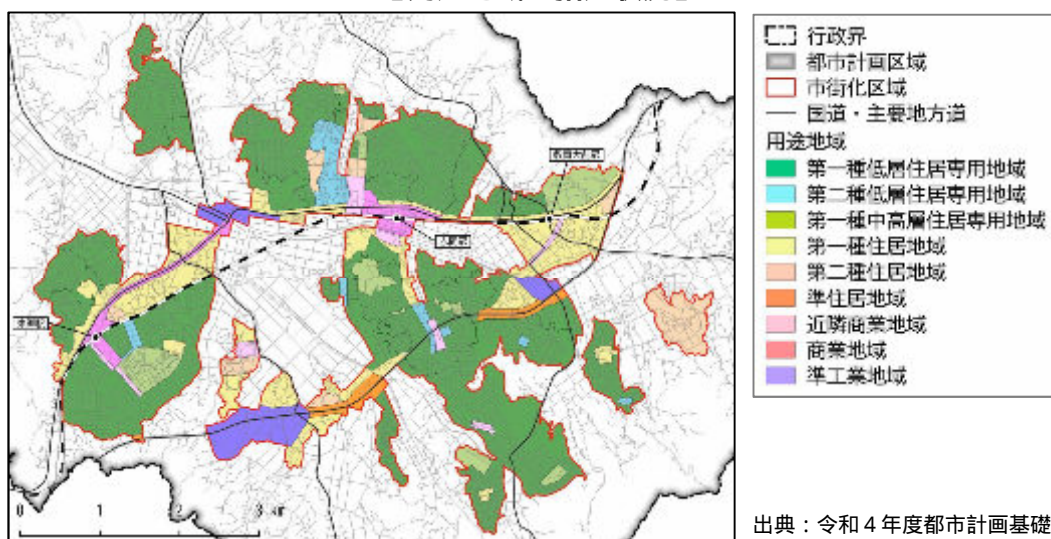 行政界
都市計画区域
市街化区域
国道・主要地方道
用途地域
第一種低層住居専用地域
第二種低層住居専用地域
第一種中高層住居専用地域
第一種住居地域
第二種住居地域
準住居地域
近隣商業地域
商業地域
準工業地域
0 1 2 3 km
出典：令和４年度都市計画基礎